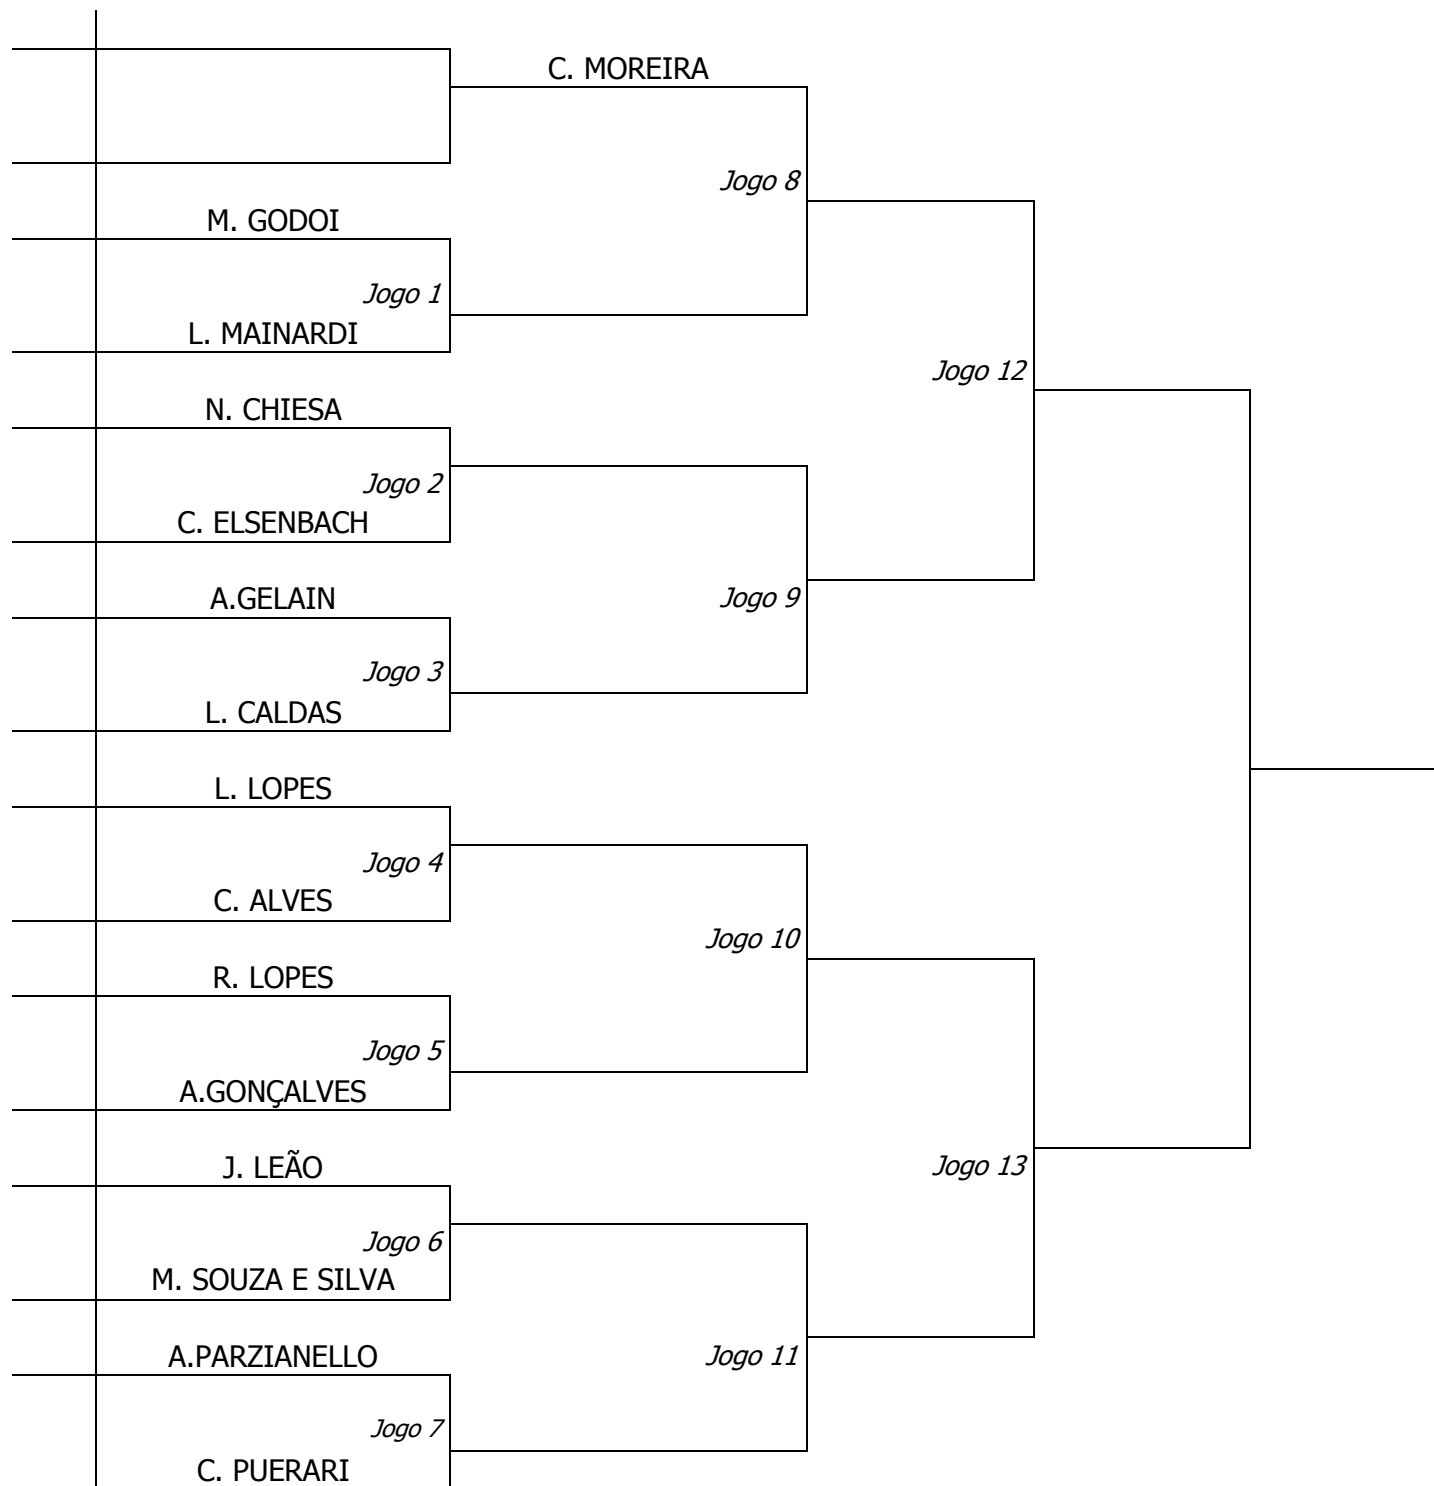 C. MOREIRA
Jogo 8
M. GODOI
Jogo 1
L. MAINARDI
Jogo 12
N. CHIESA
Jogo 2
C. ELSENBACH
A.GELAIN
Jogo 9
Jogo 3
L. CALDAS
L. LOPES
Jogo 4
C. ALVES
Jogo 10
R. LOPES
Jogo 5
A.GONÇALVES
J. LEÃO
Jogo 13
Jogo 6
M. SOUZA E SILVA
A.PARZIANELLO
Jogo 11
Jogo 7
C. PUERARI